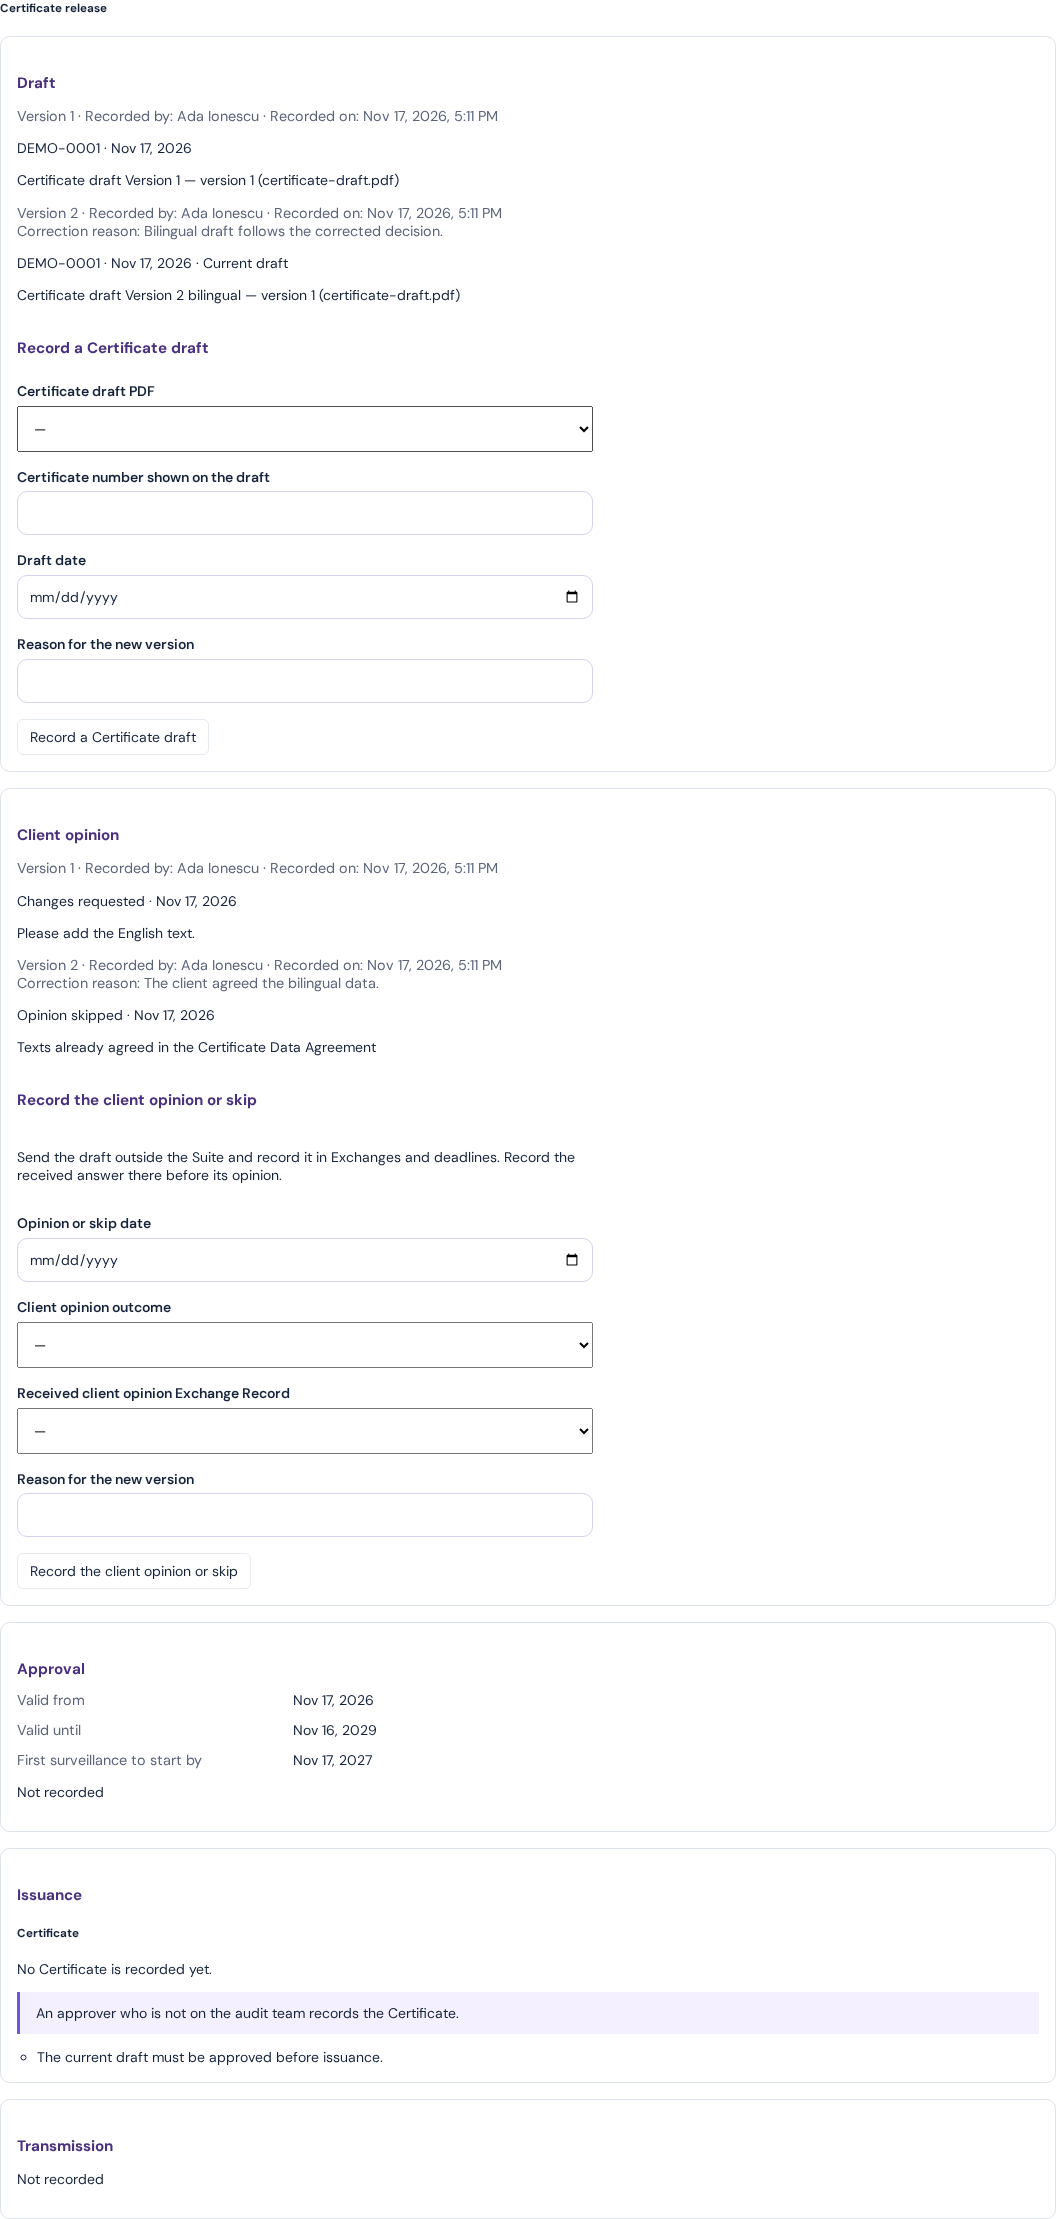 Certificate release
Draft
Version 1 · Recorded by: Ada Ionescu · Recorded on: Nov 17, 2026, 5:11 PM
DEMO-0001 · Nov 17, 2026
Certificate draft Version 1 — version 1 (certificate-draft.pdf)
Version 2 · Recorded by: Ada Ionescu · Recorded on: Nov 17, 2026, 5:11 PM
Correction reason: Bilingual draft follows the corrected decision.
DEMO-0001 · Nov 17, 2026 · Current draft
Certificate draft Version 2 bilingual — version 1 (certificate-draft.pdf)
Record a Certificate draft
Certificate draft PDF
—
Certificate number shown on the draft
Draft date
mm/dd/yyyy
Reason for the new version
Record a Certificate draft
Client opinion
Version 1 · Recorded by: Ada Ionescu · Recorded on: Nov 17, 2026, 5:11 PM
Changes requested · Nov 17, 2026
Please add the English text.
Version 2 · Recorded by: Ada Ionescu · Recorded on: Nov 17, 2026, 5:11 PM
Correction reason: The client agreed the bilingual data.
Opinion skipped · Nov 17, 2026
Texts already agreed in the Certificate Data Agreement
Record the client opinion or skip
Send the draft outside the Suite and record it in Exchanges and deadlines. Record the
received answer there before its opinion.
Opinion or skip date
mm/dd/yyyy
Client opinion outcome
—
Received client opinion Exchange Record
—
Reason for the new version
Record the client opinion or skip
Approval
Valid from Nov 17, 2026
Valid until Nov 16, 2029
First surveillance to start by Nov 17, 2027
Not recorded
Issuance
Certificate
No Certificate is recorded yet.
An approver who is not on the audit team records the Certificate.
The current draft must be approved before issuance.
Transmission
Not recorded